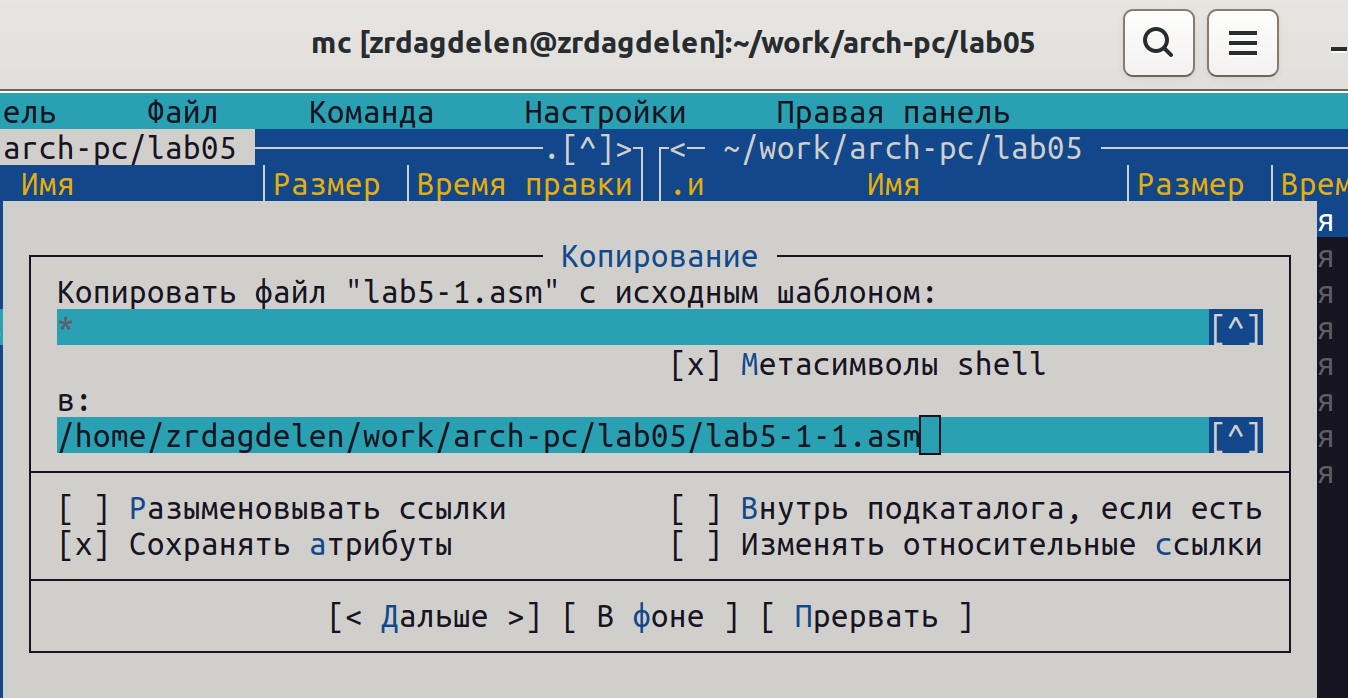 mc [zrdagdelen@zrdagdelen]:~/work/arch-pc/lab05
ель Файл Команда Настройки Правая панель
arch-pc/lab05 .[^]> <─ ~/work/arch-pc/lab05
Имя Размер Время правки .и Имя Размер Врем
я
Копирование
я
Копировать файл "lab5-1.asm" с исходным шаблоном:
я
* [^]
я
[x] Метасимволы shell
я
в:
я
/home/zrdagdelen/work/arch-pc/lab05/lab5-1-1.asm [^]
я
я
[ ] Разыменовывать ссылки [ ] Внутрь подкаталога, если есть
[x] Сохранять атрибуты [ ] Изменять относительные ссылки
[< Дальше >] [ В фоне ] [ Прервать ]